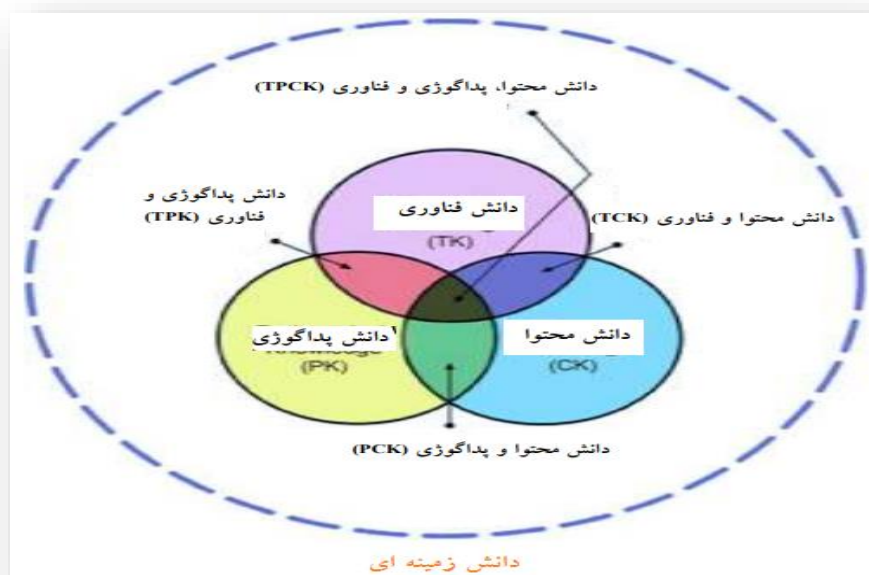 دانش محتوا، پداگوژی و فناوری (TPCK)
دانش پداگوژی و
فناوری (TPK)
دانش فناوری
(TK)
دانش محتوا و فناوری (TCK)
دانش پداگوژی
(PK)
دانش محتوا
(CK)
دانش محتوا و پداگوژی (PCK)
دانش زمینه ای